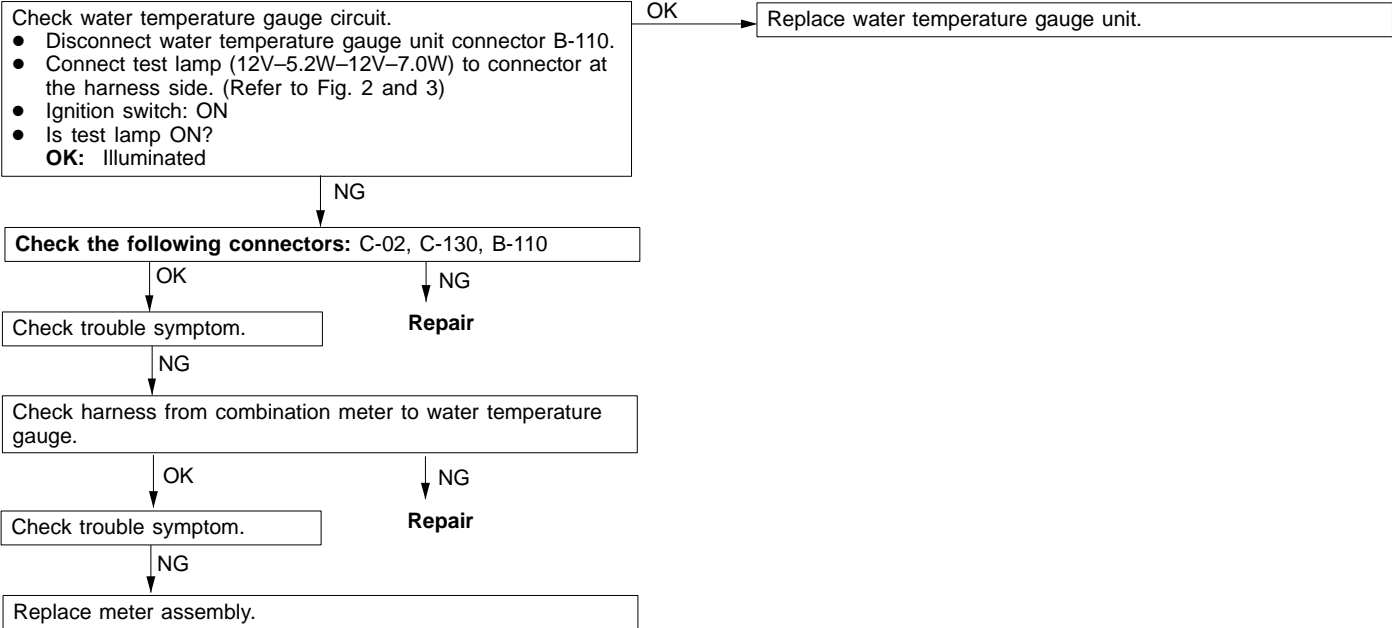 Check water temperature gauge circuit.
● Disconnect water temperature gauge unit connector B-110.
● Connect test lamp (12V–5.2W–12V–7.0W) to connector at
the harness side. (Refer to Fig. 2 and 3)
● Ignition switch: ON
● Is test lamp ON?
OK: Illuminated
OK
Replace water temperature gauge unit.
NG
Check the following connectors: C-02, C-130, B-110
OK
NG
Check trouble symptom.
Repair
NG
Check harness from combination meter to water temperature
gauge.
OK
NG
Check trouble symptom.
Repair
NG
Replace meter assembly.